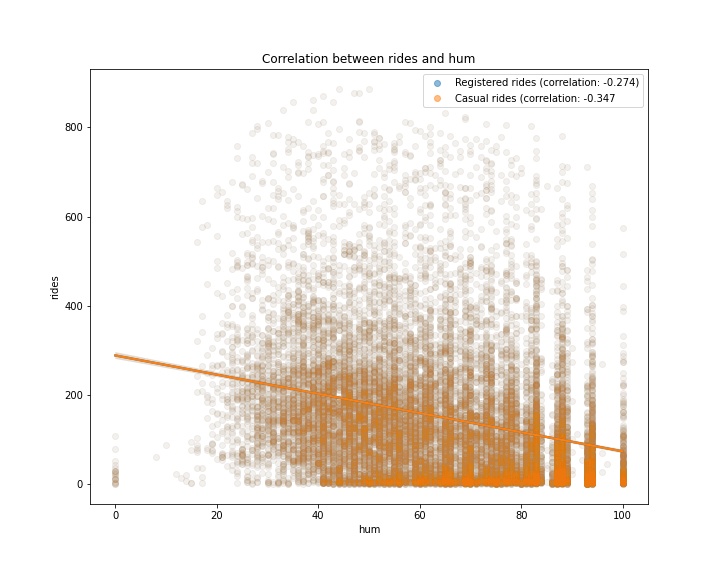 Correlation between rides and hum
Registered rides (correlation: -0.274)
Casual rides (correlation: -0.347
800
600
400
200
0
rides
0 20 40 60 80 100
hum